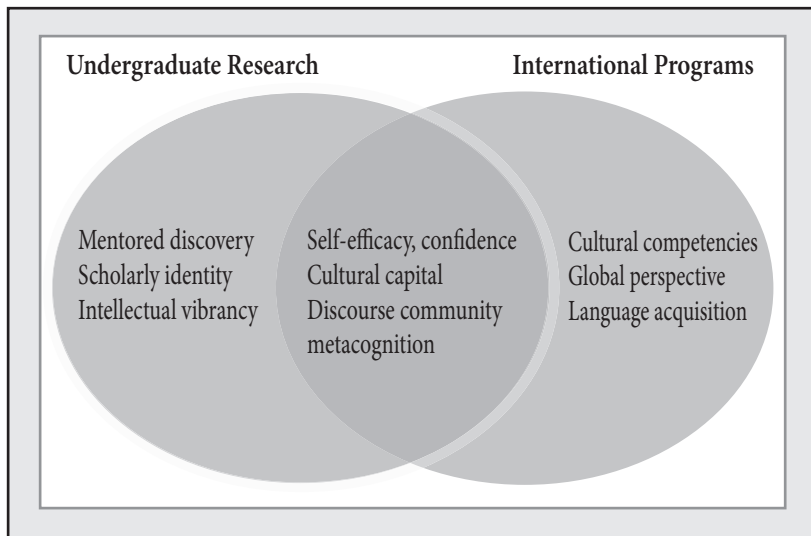 Undergraduate Research
International Programs
Mentored discovery
Scholarly identity
Intellectual vibrancy
Self-efficacy, confidence
Cultural capital
Discourse community
metacognition
Cultural competencies
Global perspective
Language acquisition